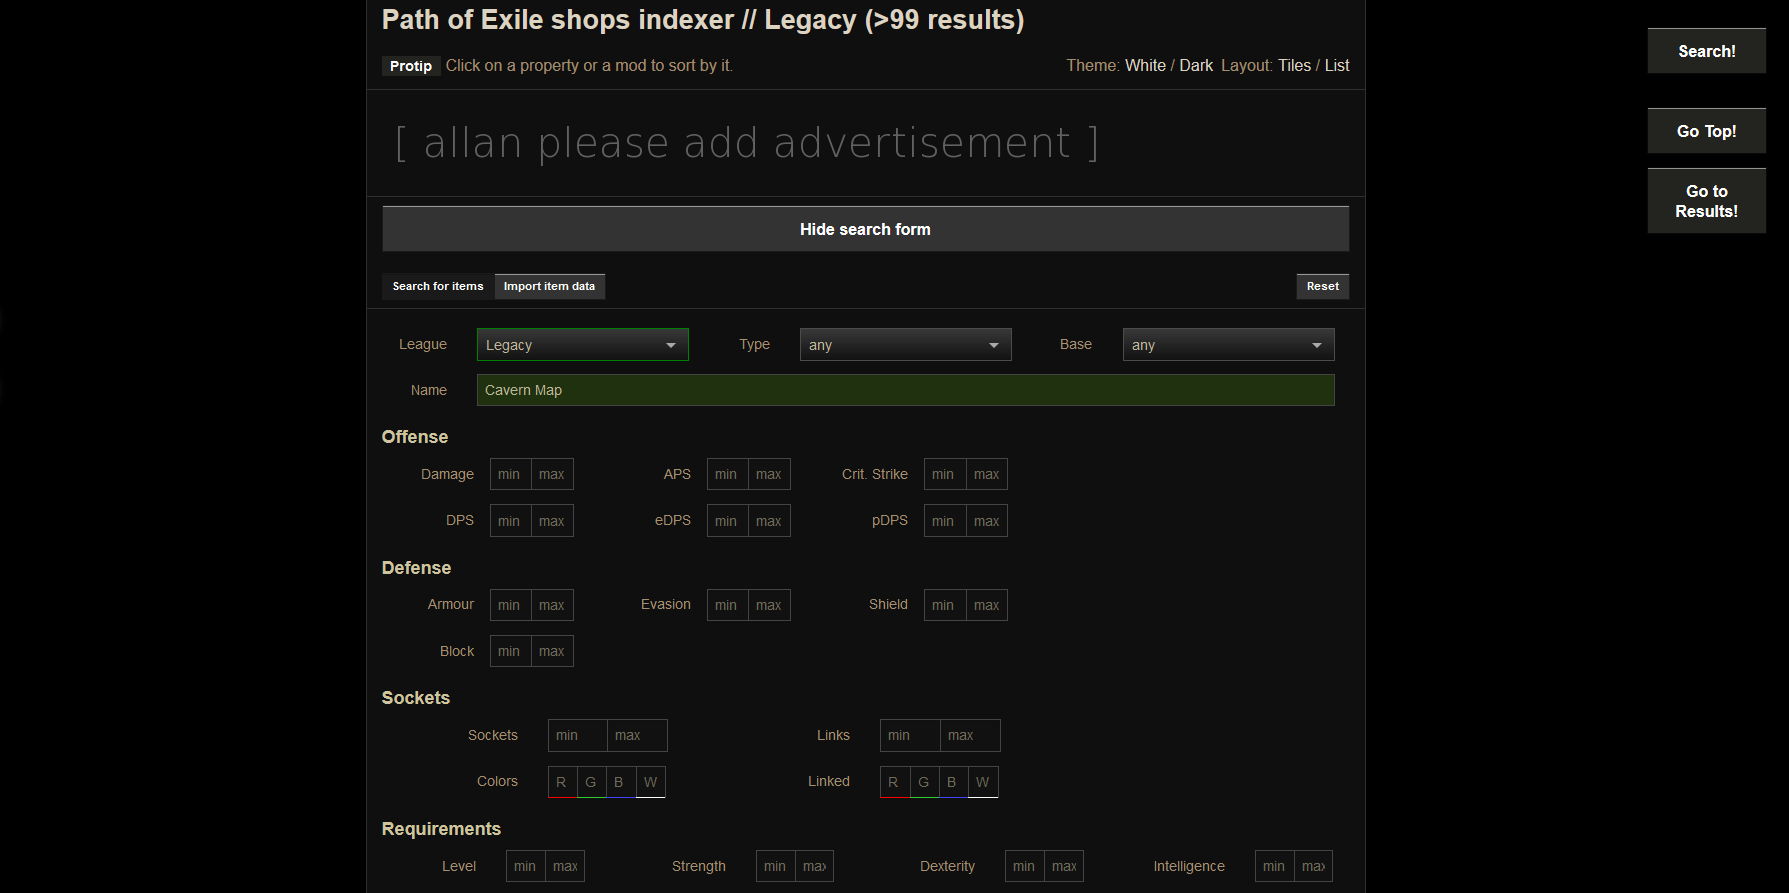 Path of Exile shops indexer // Legacy (>99 results)
Search!
Protip Click on a property or a mod to sort by it.
Theme: White / Dark Layout: Tiles / List
[ allan please add advertisement ]
Go Top!
Go to
Results!
Hide search form
Search for items Import item data Reset
League Legacy Type any Base any
Name Cavern Map
Offense
Damage min max APS min max Crit. Strike min max
DPS min max eDPS min max pDPS min max
Defense
Armour min max Evasion min max Shield min max
Block min max
Sockets
Sockets min max Links min max
Colors R G B W Linked R G B W
Requirements
Level min max Strength min max Dexterity min max Intelligence min max